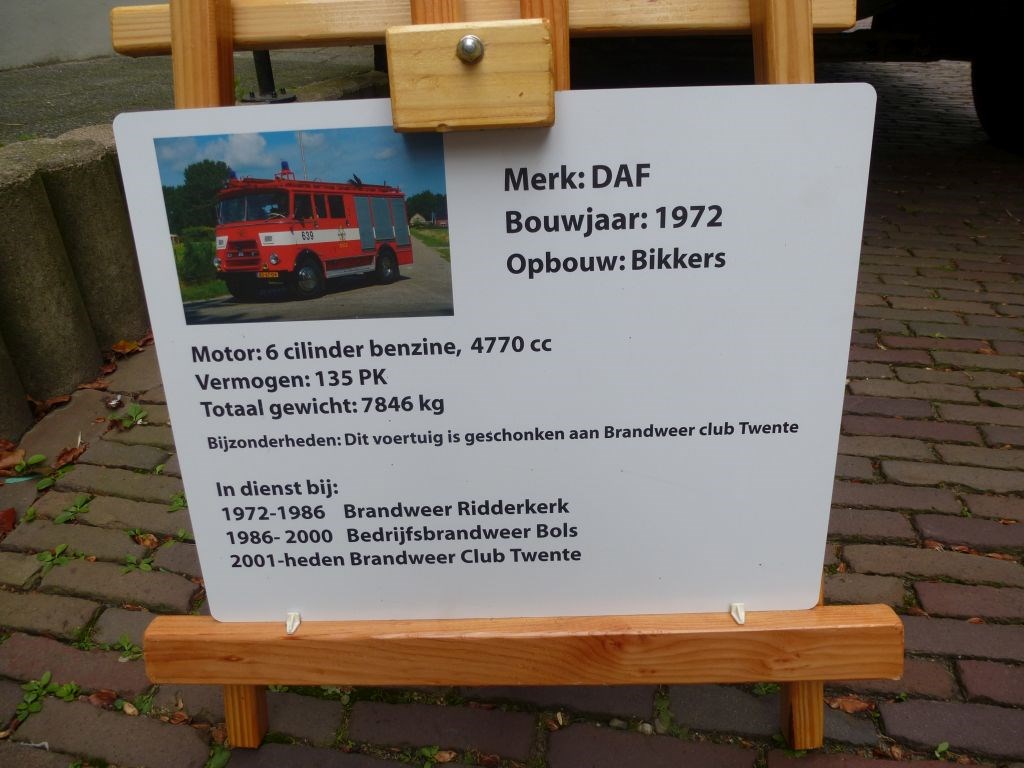 Merk: DAF
Bouwjaar: 1972
Opbouw: Bikkers
639
Motor: 6 cilinder benzine, 4770 cc
Vermogen: 135 PK
Totaal gewicht: 7846 kg
Bijzonderheden: Dit voertuig is geschonken aan Brandweer club Twente
In dienst bij:
1972-1986 Brandweer Ridderkerk
1986- 2000 Bedrijfsbrandweer Bols
2001-heden Brandweer Club Twente